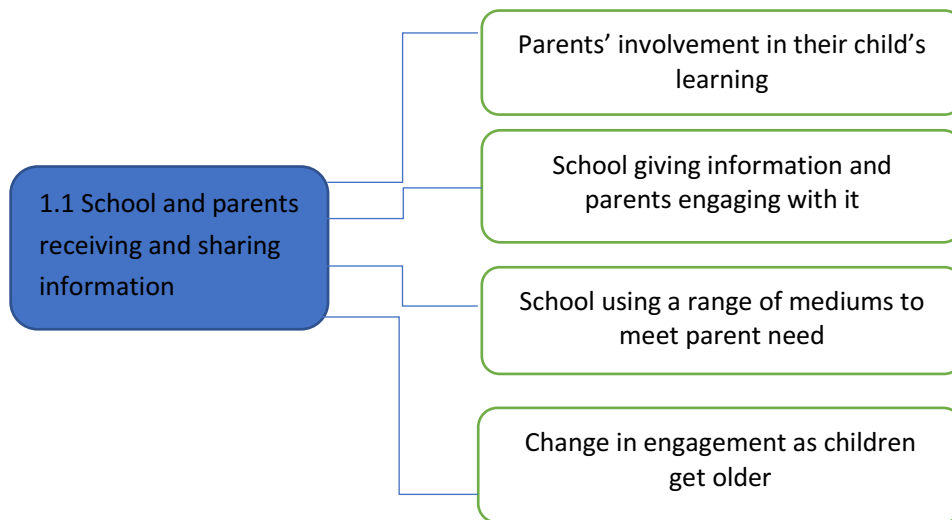 1.1 School and parents
receiving and sharing
information
Parents’ involvement in their child’s
learning
School giving information and
parents engaging with it
School using a range of mediums to
meet parent need
Change in engagement as children
get older